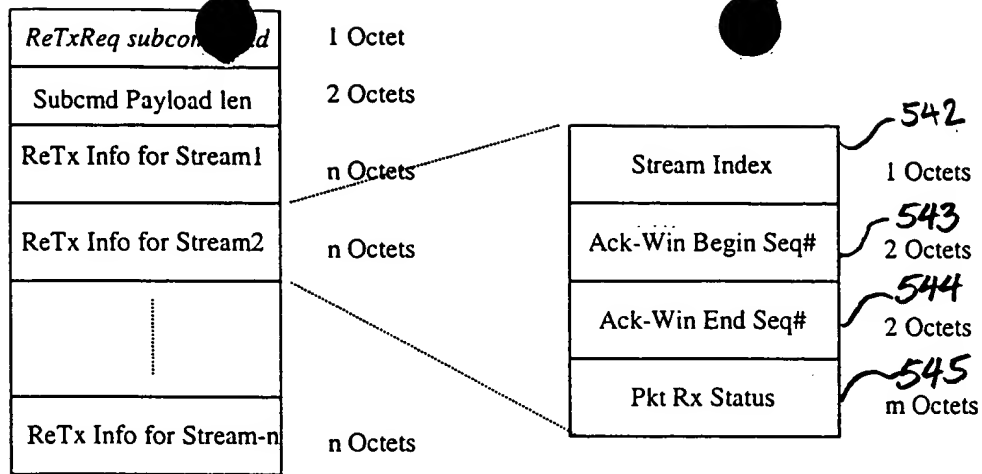 ReTxReq
1 Octet
Subcmd Payload len
2 Octets
ReTx Info for Stream1
n Octets
ReTx Info for Stream2
n Octets
ReTx Info for Stream-n
n Octets
542
Stream Index
1 Octets
543
Ack-Win Begin Seq#
2 Octets
544
Ack-Win End Seq#
2 Octets
545
Pkt Rx Status
m Octets